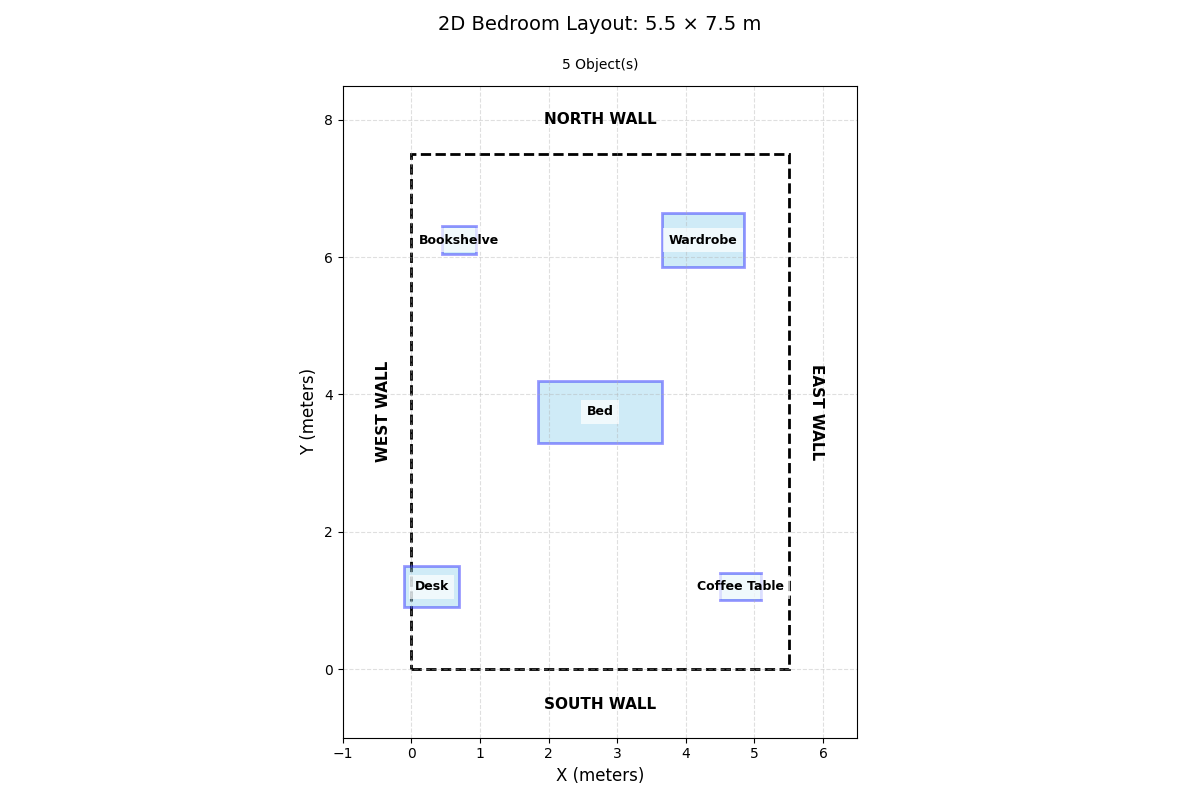 2D Bedroom Layout: 5.5 × 7.5 m
5 Object(s)
NORTH WALL
Bookshelve
Wardrobe
Bed
Desk
Coffee Table
WEST WALL
EAST WALL
SOUTH WALL
8
6
4
2
0
Y (meters)
−1 0 1 2 3 4 5 6
X (meters)